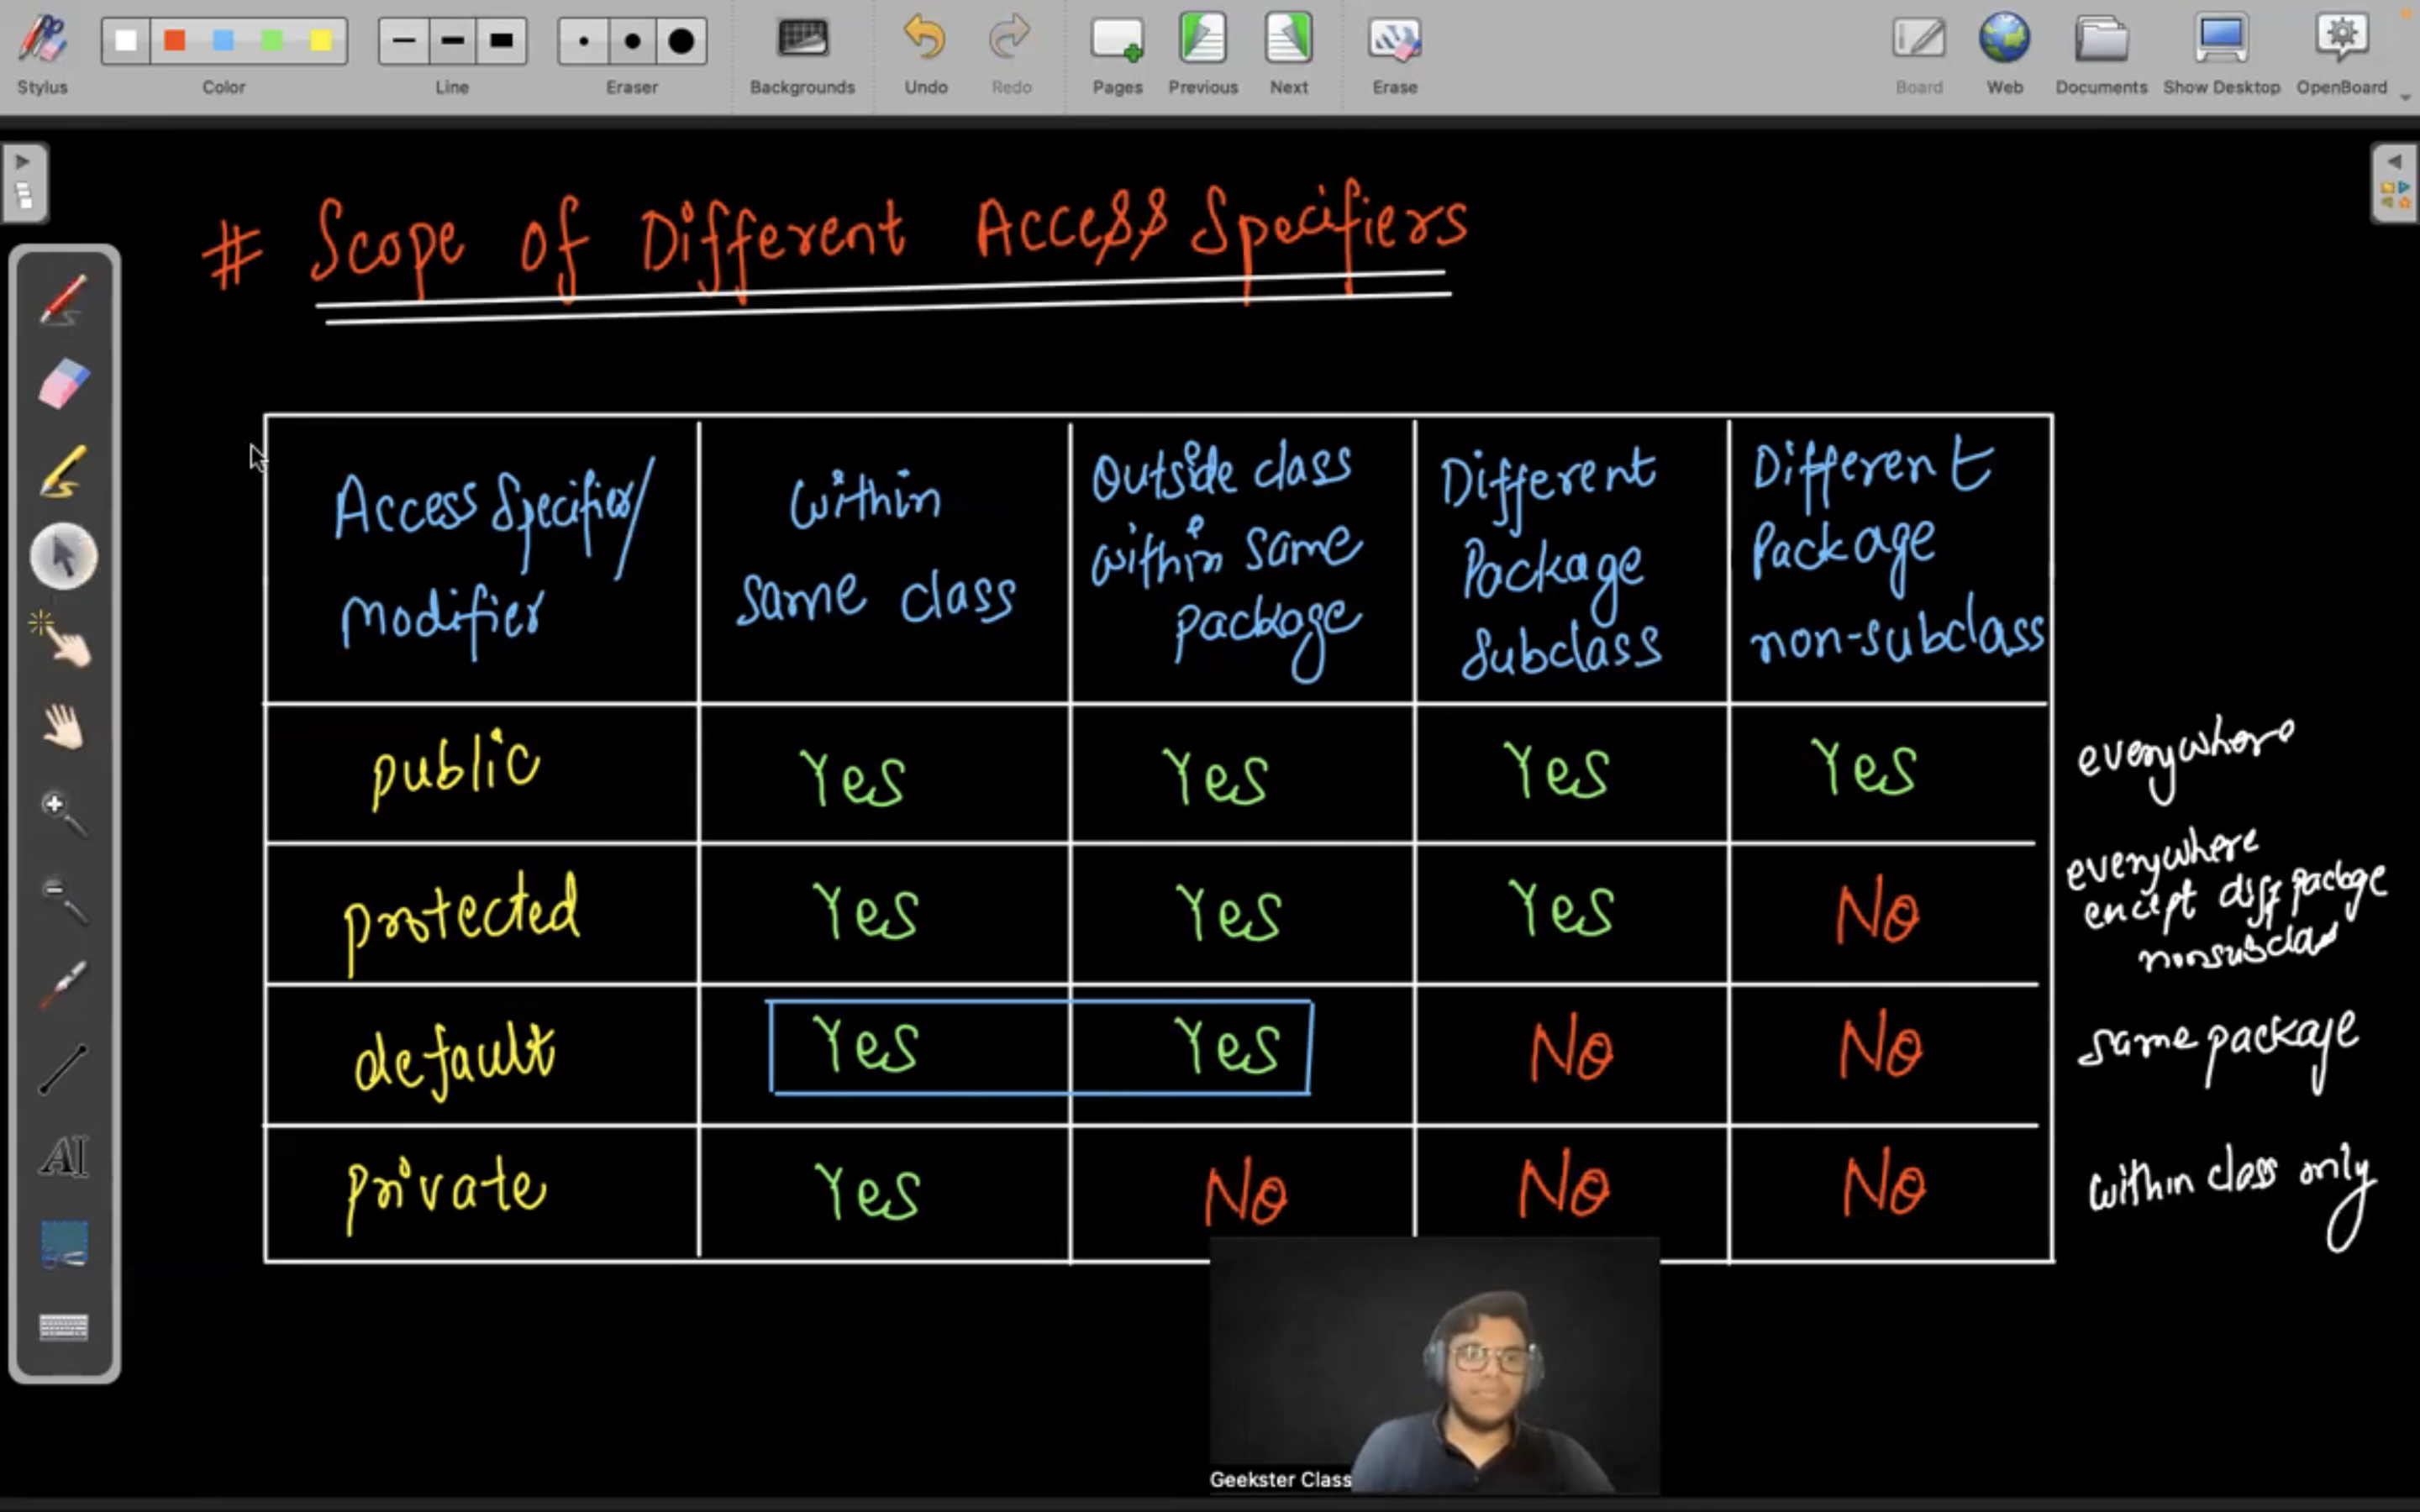 Stylus
Color
Line
Eraser
Backgrounds
Undo
Redo
Pages
Previous
Next
Erase
Board
Web
Documents
Show Desktop
OpenBoard
# Scope of Different Access Specifiers
Access Specifier/
Modifier
within
same class
Outside class
within same
package
Different
Package
Subclass
Different
Package
non-subclass
public
Yes
Yes
Yes
Yes
everywhere
protected
Yes
Yes
Yes
No
everywhere
except diff package
nonsubclass
default
Yes
Yes
No
No
same package
private
Yes
No
No
No
within class only
AI
Geekster Class